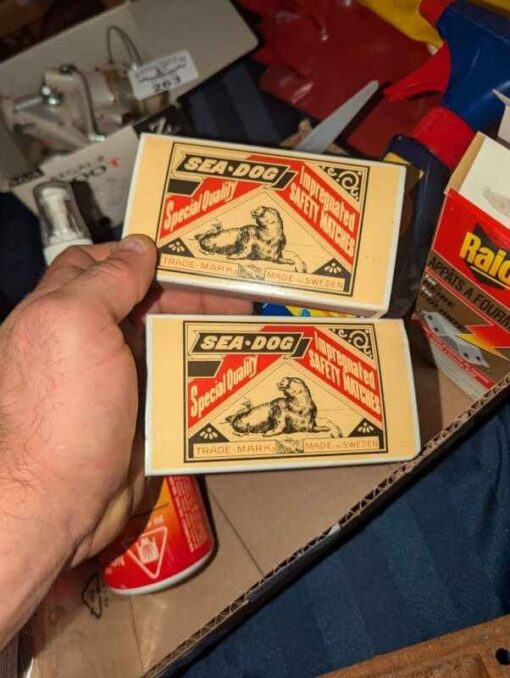 263
SEA•DOG
Special Quality
Impregnated
SAFETY MATCHES
TRADE-MARK
MADE IN SWEDEN
SEA•DOG
Special Quality
Impregnated
SAFETY MATCHES
TRADE-MARK
MADE IN SWEDEN
Raid
APPÂTS À FOURMIS